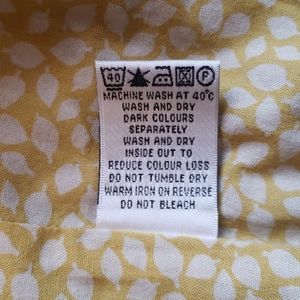 40 P
MACHINE WASH AT 40°C
WASH AND DRY
DARK COLOURS
SEPARATELY
WASH AND DRY
INSIDE OUT TO
REDUCE COLOUR LOSS
DO NOT TUMBLE DRY
WARM IRON ON REVERSE
DO NOT BLEACH